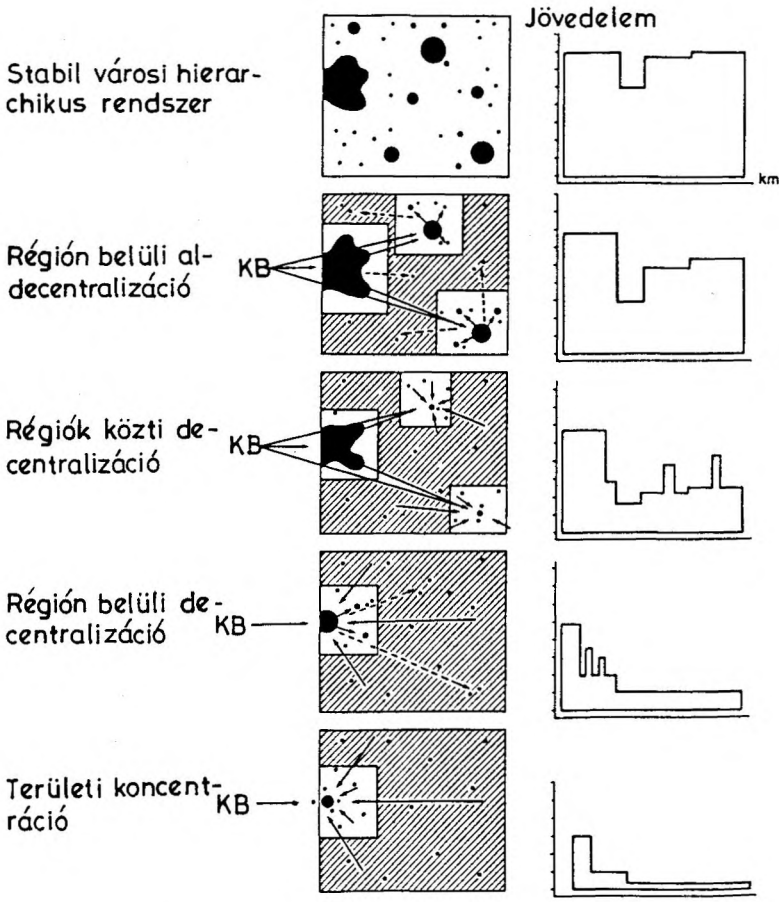 Jövedelem
Stabil városi hierar-
chikus rendszer
km
Régión belüli al-
decentralizáció
KB
Régiók közti de-
centralizáció
KB
Région belüli de-
centralizáció
KB
Területi koncent-
ráció
KB